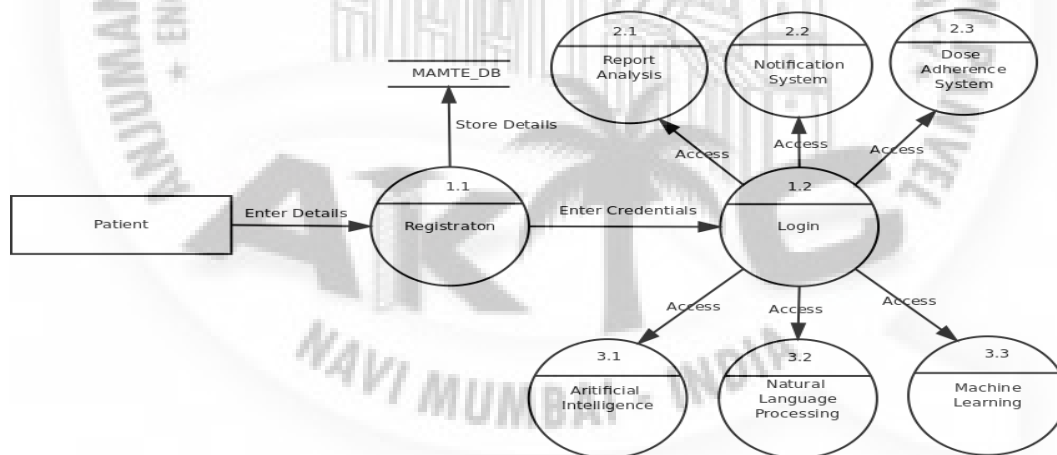 2.1
Report
Analysis
2.2
Notification
System
2.3
Dose
Adherence
System
MAMTE_DB
Store Details
Access
Access
Access
1.1
Registraton
1.2
Login
Patient
Enter Details
Enter Credentials
Access
Access
Access
3.1
Aritificial
Intelligence
3.2
Natural
Language
Processing
3.3
Machine
Learning
AKTC
NAVI MUMBAI - INDIA